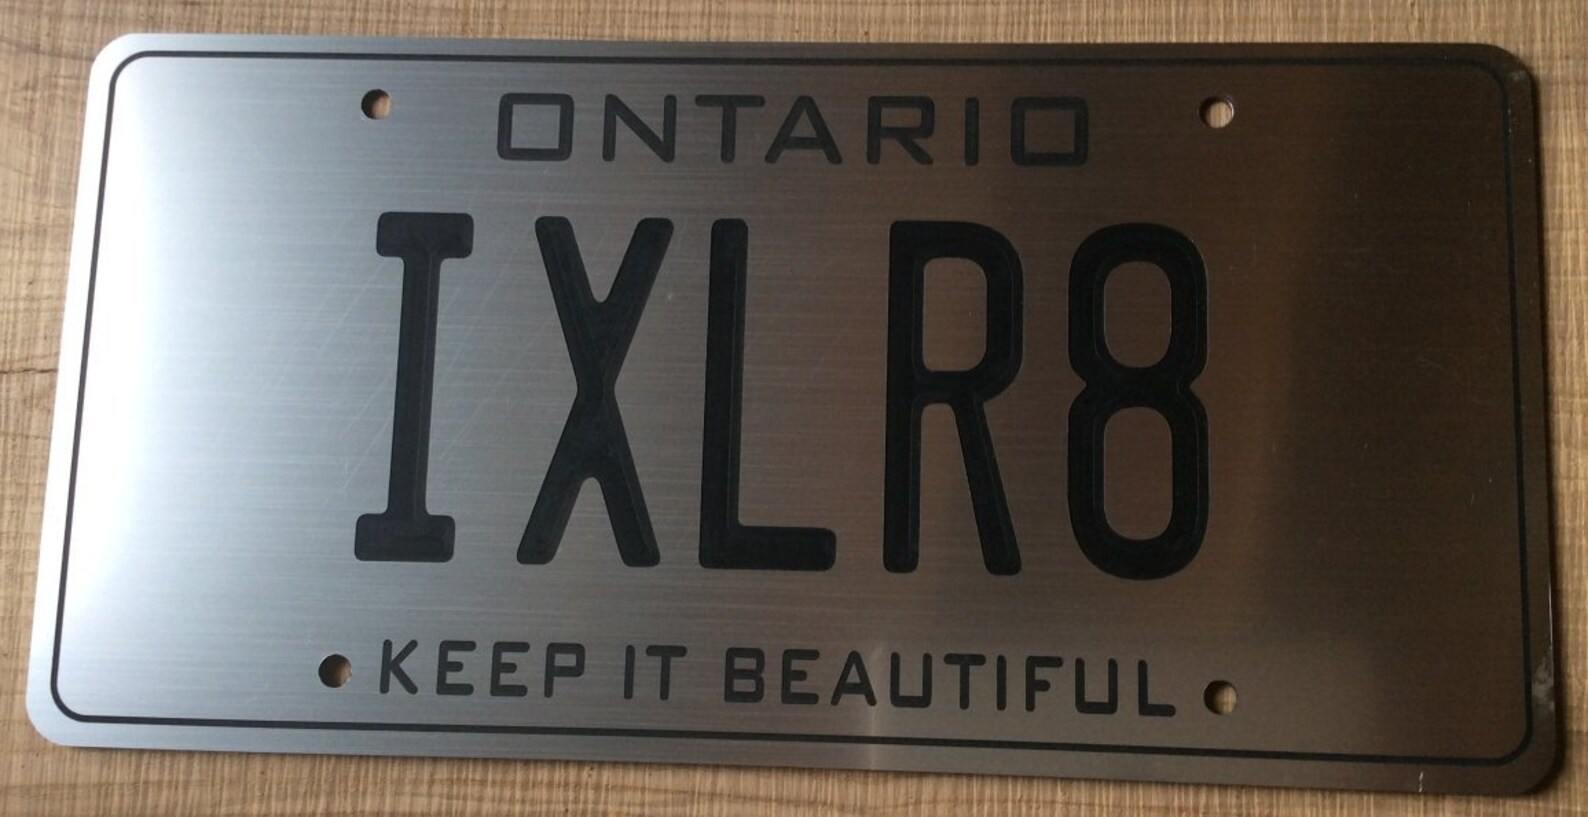 ONTARIO
IXLR8
KEEP IT BEAUTIFUL